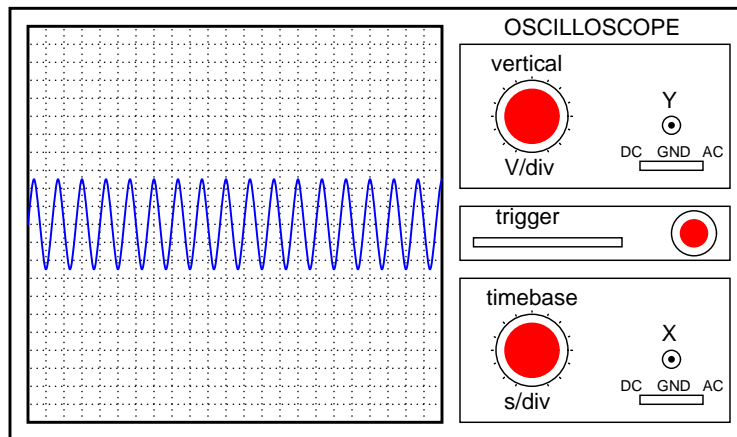 OSCILLOSCOPE
vertical
Y
DC GND AC
V/div
trigger
timebase
X
DC GND AC
s/div